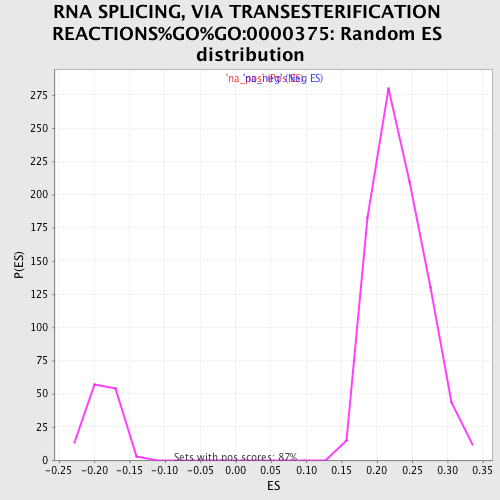 RNA SPLICING, VIA TRANSESTERIFICATION
REACTIONS%GO%GO:0000375: Random ES
distribution
275
250
225
200
175
150
125
100
75
50
25
0
P(ES)
Sets with pos scores: 87%
-0.25 -0.20 -0.15 -0.10 -0.05 0.00 0.05 0.10 0.15 0.20 0.25 0.30 0.35
ES